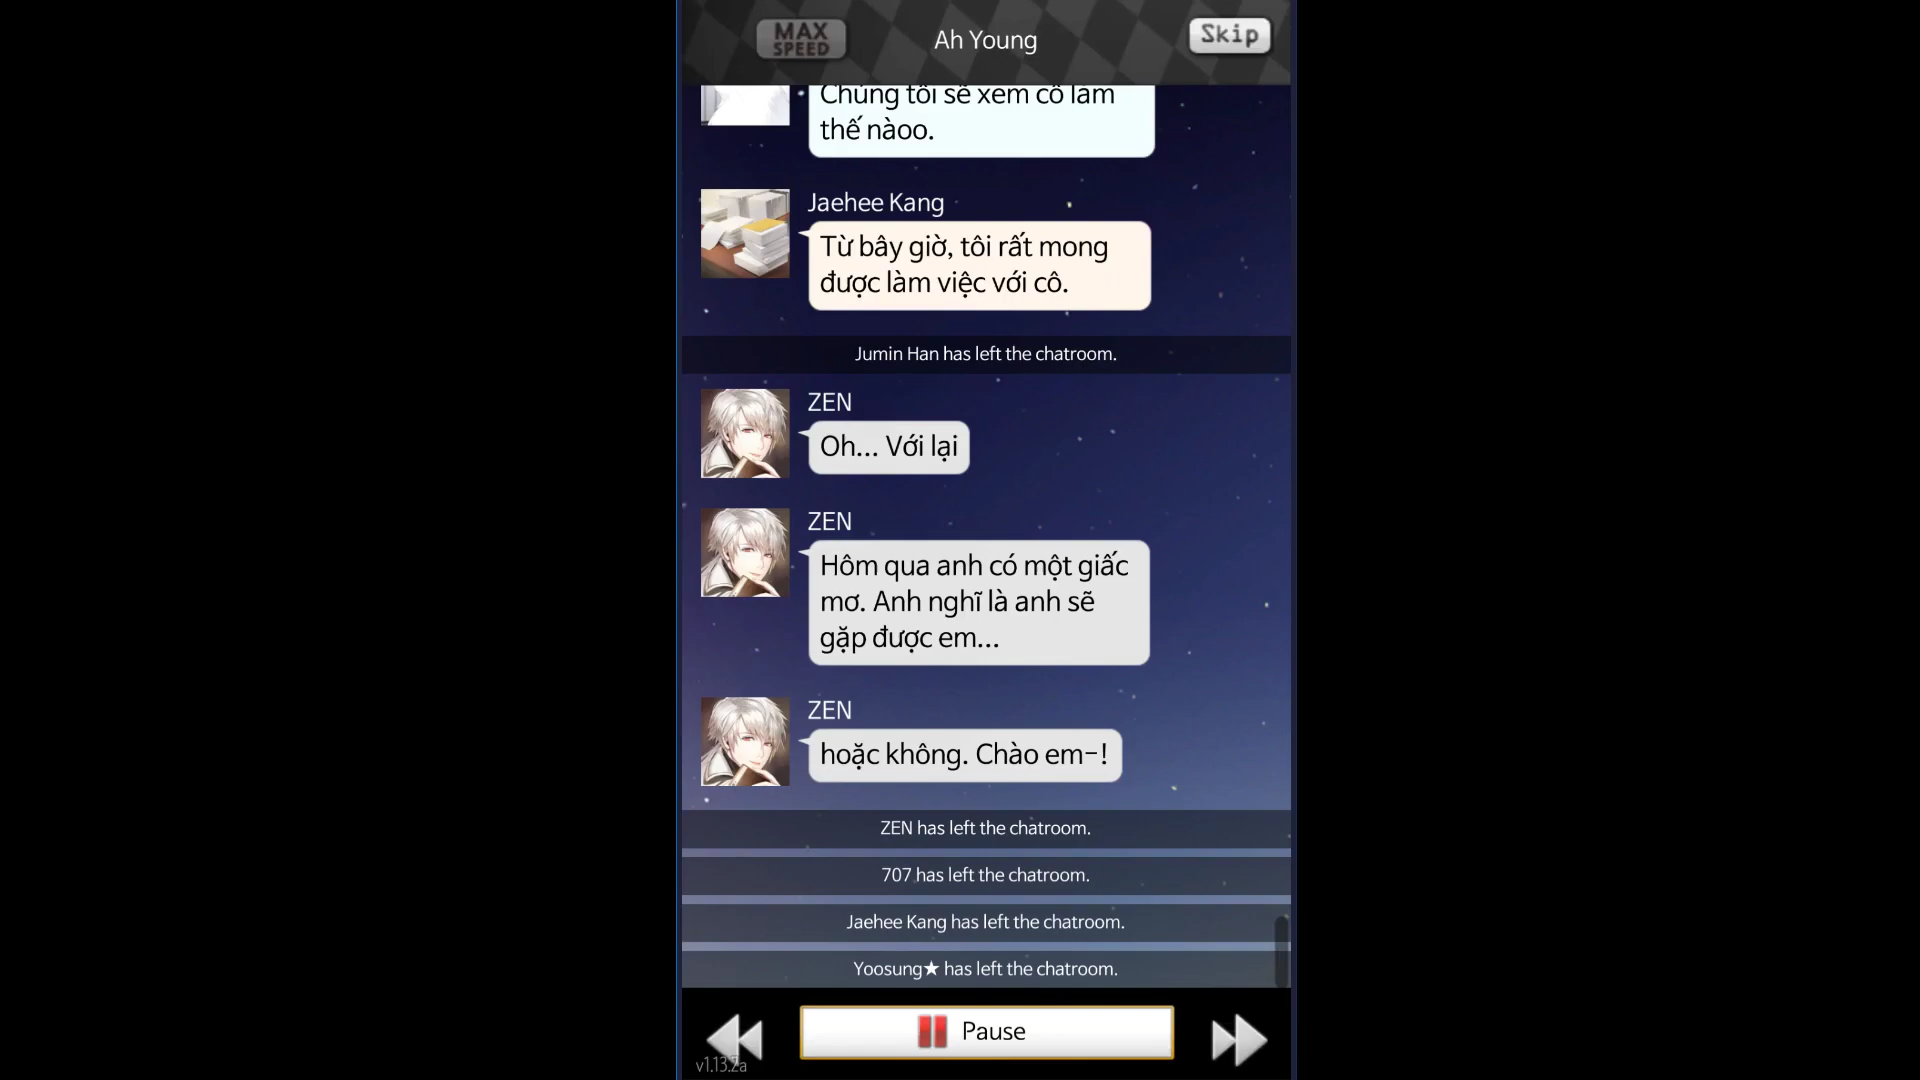 MAX
SPEED
Ah Young
Skip
Chúng tôi sẽ xem cô làm
thế nàoo.
Jaehee Kang
Từ bây giờ, tôi rất mong
được làm việc với cô.
Jumin Han has left the chatroom.
ZEN
Oh... Với lại
ZEN
Hôm qua anh có một giấc
mơ. Anh nghĩ là anh sẽ
gặp được em...
ZEN
hoặc không. Chào em-!
ZEN has left the chatroom.
707 has left the chatroom.
Jaehee Kang has left the chatroom.
Yoosung★ has left the chatroom.
Pause
v1.13.2a